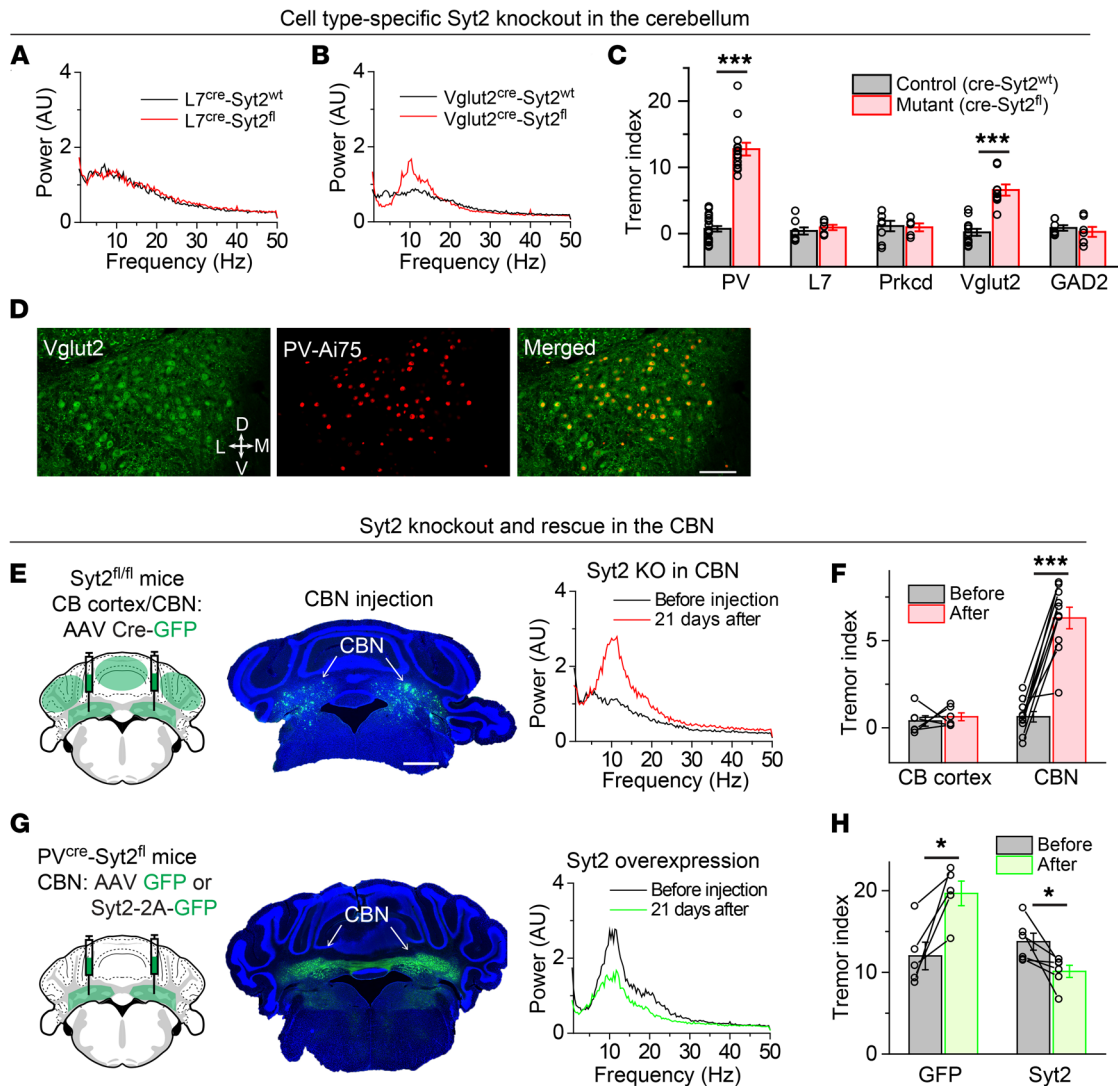 Cell type-specific Syt2 knockout in the cerebellum
A
4
2
0
Power (AU)
L7cre-Syt2wt
L7cre-Syt2fl
10 20 30 40 50
Frequency (Hz)
B
4
2
0
Power (AU)
Vglut2cre-Syt2wt
Vglut2cre-Syt2fl
10 20 30 40 50
Frequency (Hz)
C
20
10
0
Tremor index
***
***
Control (cre-Syt2wt)
Mutant (cre-Syt2fl)
PV L7 Prkcd Vglut2 GAD2
D
Vglut2
D
L M
V
PV-Ai75
Merged
Syt2 knockout and rescue in the CBN
E
Syt2fl/fl mice
CB cortex/CBN:
AAV Cre-GFP
CBN injection
CBN
Syt2 KO in CBN
4
2
0
Power (AU)
Before injection
21 days after
10 20 30 40 50
Frequency (Hz)
F
5
0
Tremor index
***
Before
After
CB cortex CBN
G
PVcre-Syt2fl mice
CBN: AAV GFP or
Syt2-2A-GFP
CBN
Syt2 overexpression
4
2
0
Power (AU)
Before injection
21 days after
10 20 30 40 50
Frequency (Hz)
H
20
10
0
Tremor index
*
*
Before
After
GFP Syt2